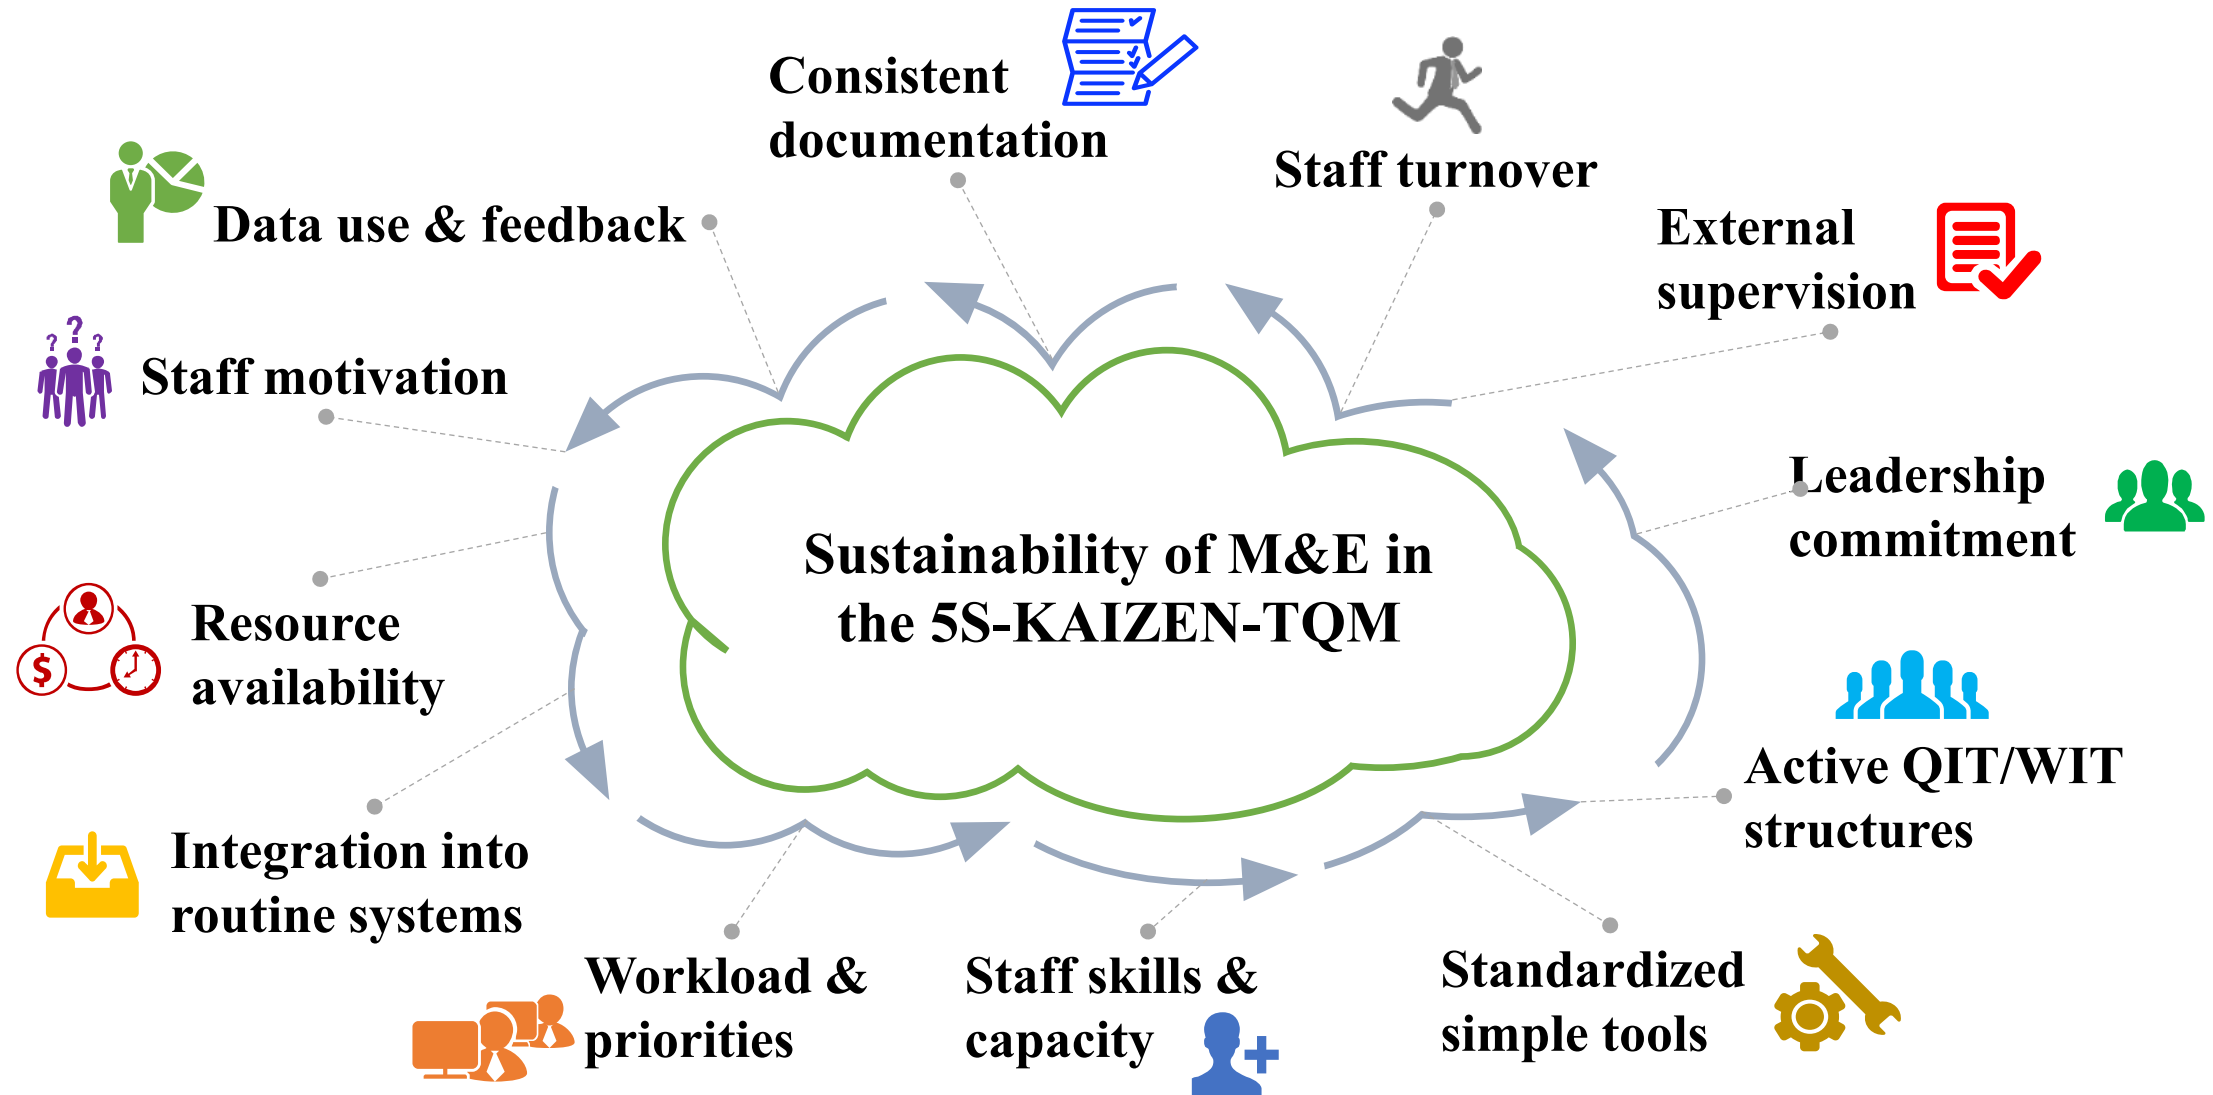 Consistent
documentation
Staff turnover
Data use & feedback
External
supervision
Staff motivation
Leadership
commitment
Sustainability of M&E in
the 5S-KAIZEN-TQM
Resource
availability
Active QIT/WIT
structures
Integration into
routine systems
Workload &
priorities
Staff skills &
capacity
Standardized
simple tools